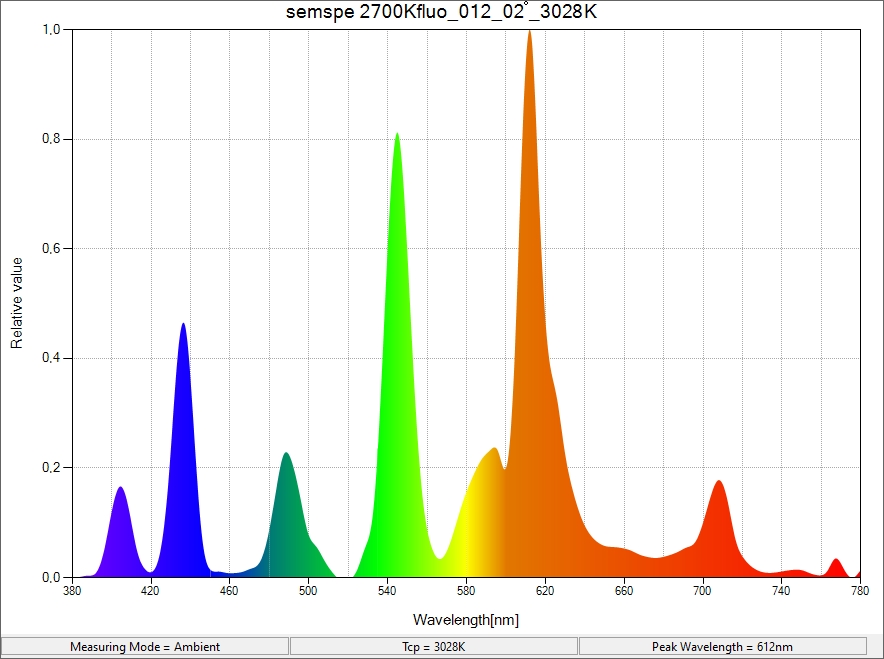 semspe 2700Kfluo_012_02°_3028K
1,0
0,8
0,6
0,4
0,2
0,0
Relative value
380 420 460 500 540 580 620 660 700 740 780
Wavelength[nm]
Measuring Mode = Ambient Tcp = 3028K Peak Wavelength = 612nm